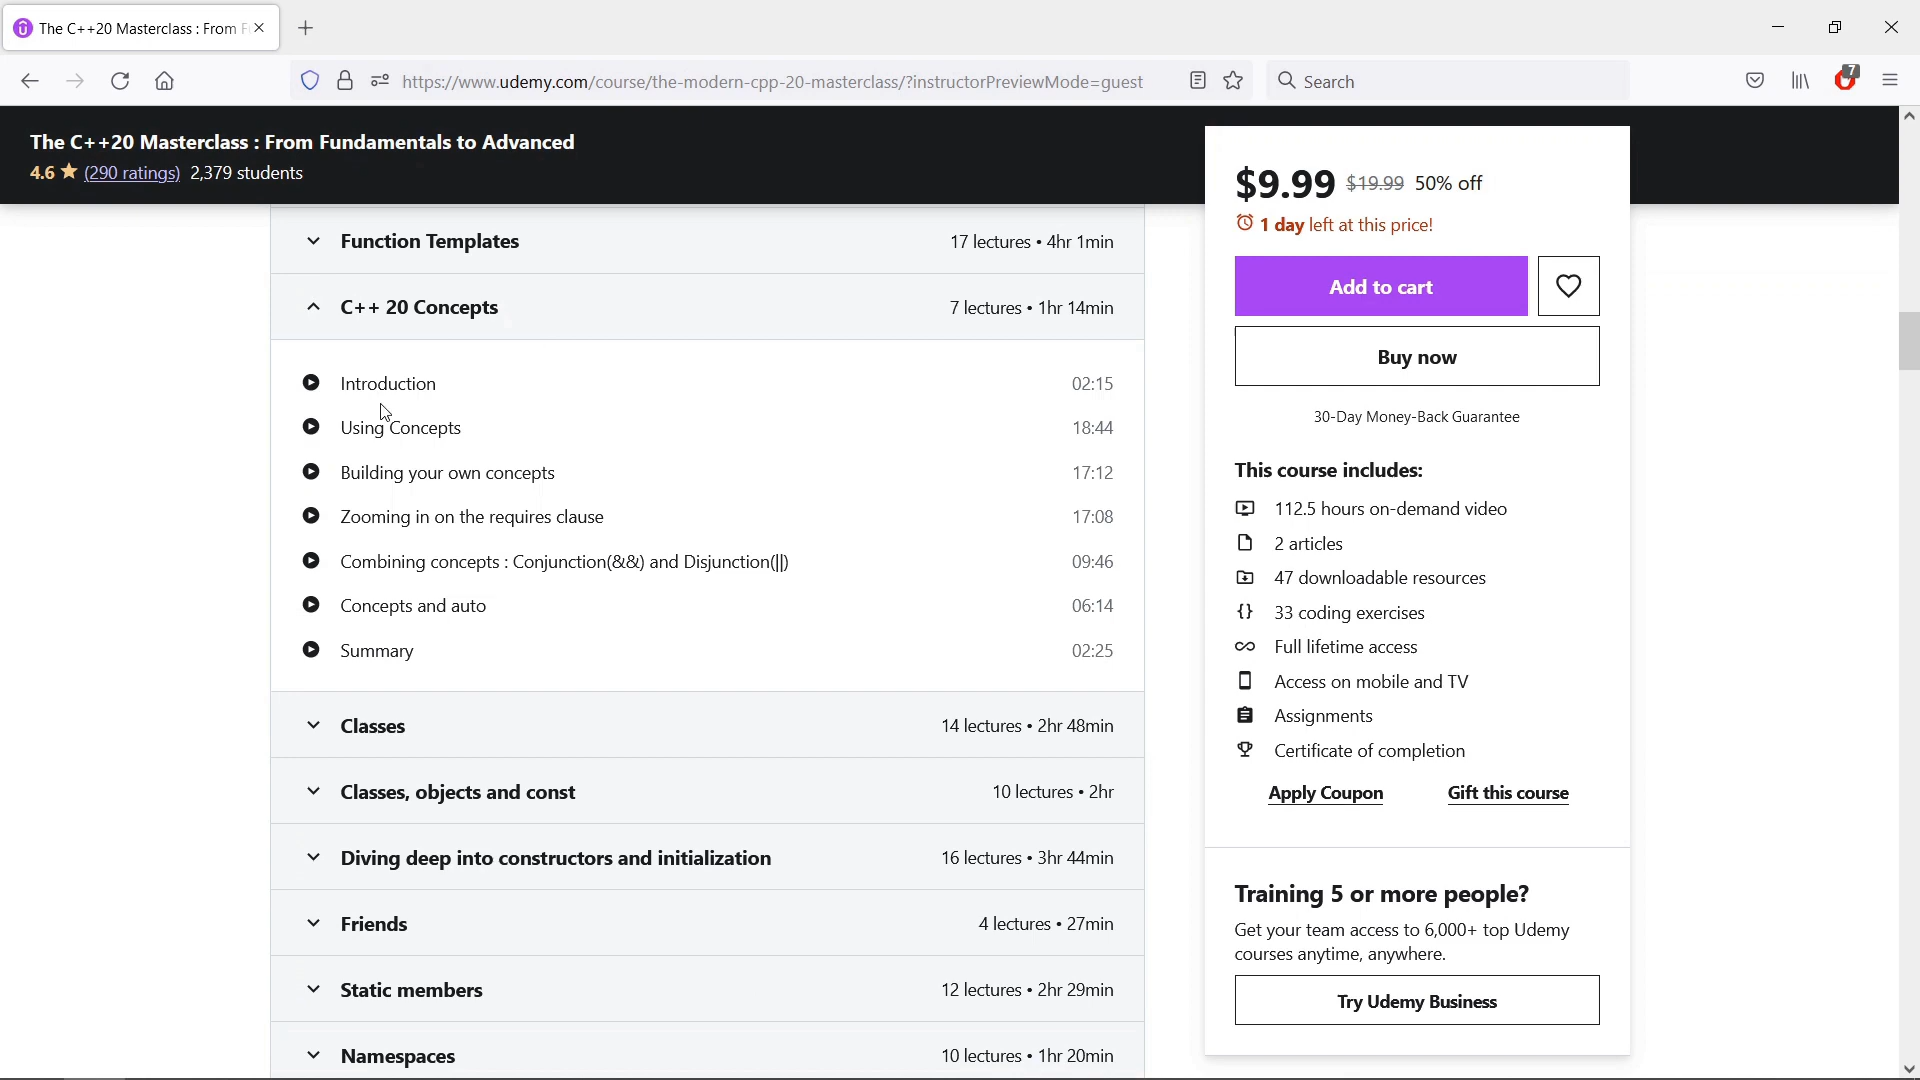 The C++20 Masterclass : From F
https://www.udemy.com/course/the-modern-cpp-20-masterclass/?instructorPreviewMode=guest
Search
7
The C++20 Masterclass : From Fundamentals to Advanced
4.6 ★ (290 ratings) 2,379 students
$9.99 $19.99 50% off
1 day left at this price!
Add to cart
Buy now
30-Day Money-Back Guarantee
This course includes:
112.5 hours on-demand video
2 articles
47 downloadable resources
{} 33 coding exercises
Full lifetime access
Access on mobile and TV
Assignments
Certificate of completion
Apply Coupon Gift this course
Training 5 or more people?
Get your team access to 6,000+ top Udemy
courses anytime, anywhere.
Try Udemy Business
Function Templates 17 lectures • 4hr 1min
C++ 20 Concepts 7 lectures • 1hr 14min
Introduction 02:15
Using Concepts 18:44
Building your own concepts 17:12
Zooming in on the requires clause 17:08
Combining concepts : Conjunction(&&) and Disjunction(||) 09:46
Concepts and auto 06:14
Summary 02:25
Classes 14 lectures • 2hr 48min
Classes, objects and const 10 lectures • 2hr
Diving deep into constructors and initialization 16 lectures • 3hr 44min
Friends 4 lectures • 27min
Static members 12 lectures • 2hr 29min
Namespaces 10 lectures • 1hr 20min